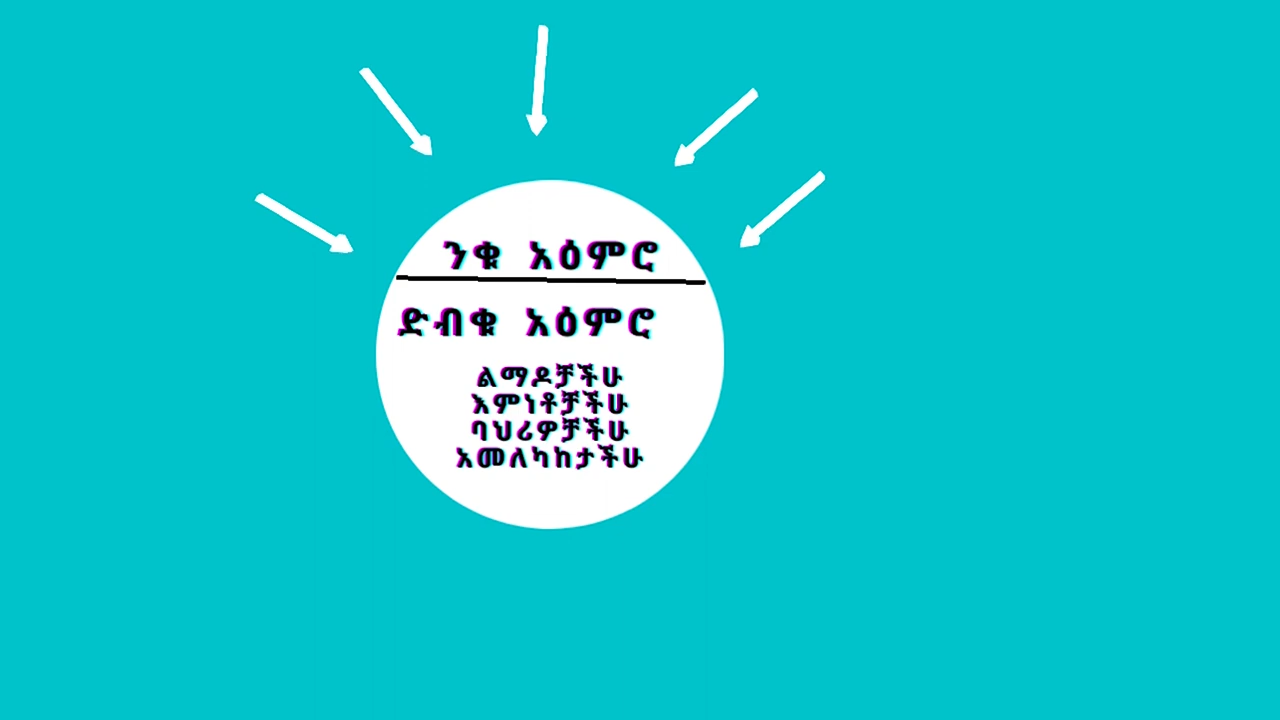 ንቁ አዕምሮ
ድብቁ አዕምሮ
ልማዶቻችሁ
እምነቶቻችሁ
ባህሪዎቻችሁ
አመለካከታችሁ